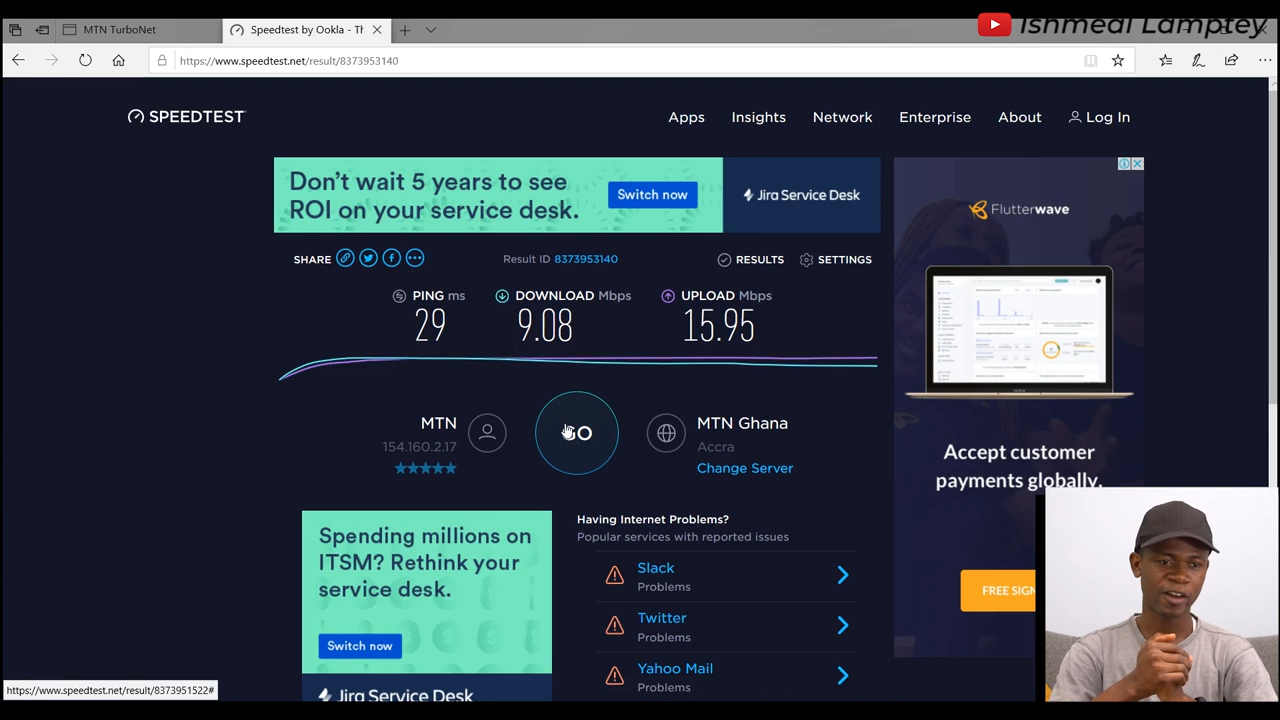 Ishmeal Lamptey
MTN TurboNet
Speedtest by Ookla - Th
https://www.speedtest.net/result/8373953140
SPEEDTEST
Apps
Insights
Network
Enterprise
About
Log In
Don't wait 5 years to see
ROI on your service desk.
Switch now
Jira Service Desk
Flutterwave
SHARE
Result ID 8373953140
RESULTS
SETTINGS
PING ms
DOWNLOAD Mbps
UPLOAD Mbps
29
9.08
15.95
MTN
154.160.2.17
GO
MTN Ghana
Accra
Change Server
Accept customer
payments globally.
FREE SIGN
Spending millions on
ITSM? Rethink your
service desk.
Switch now
Jira Service Desk
Having Internet Problems?
Popular services with reported issues
Slack
Problems
Twitter
Problems
Yahoo Mail
Problems
https://www.speedtest.net/result/8373951522#